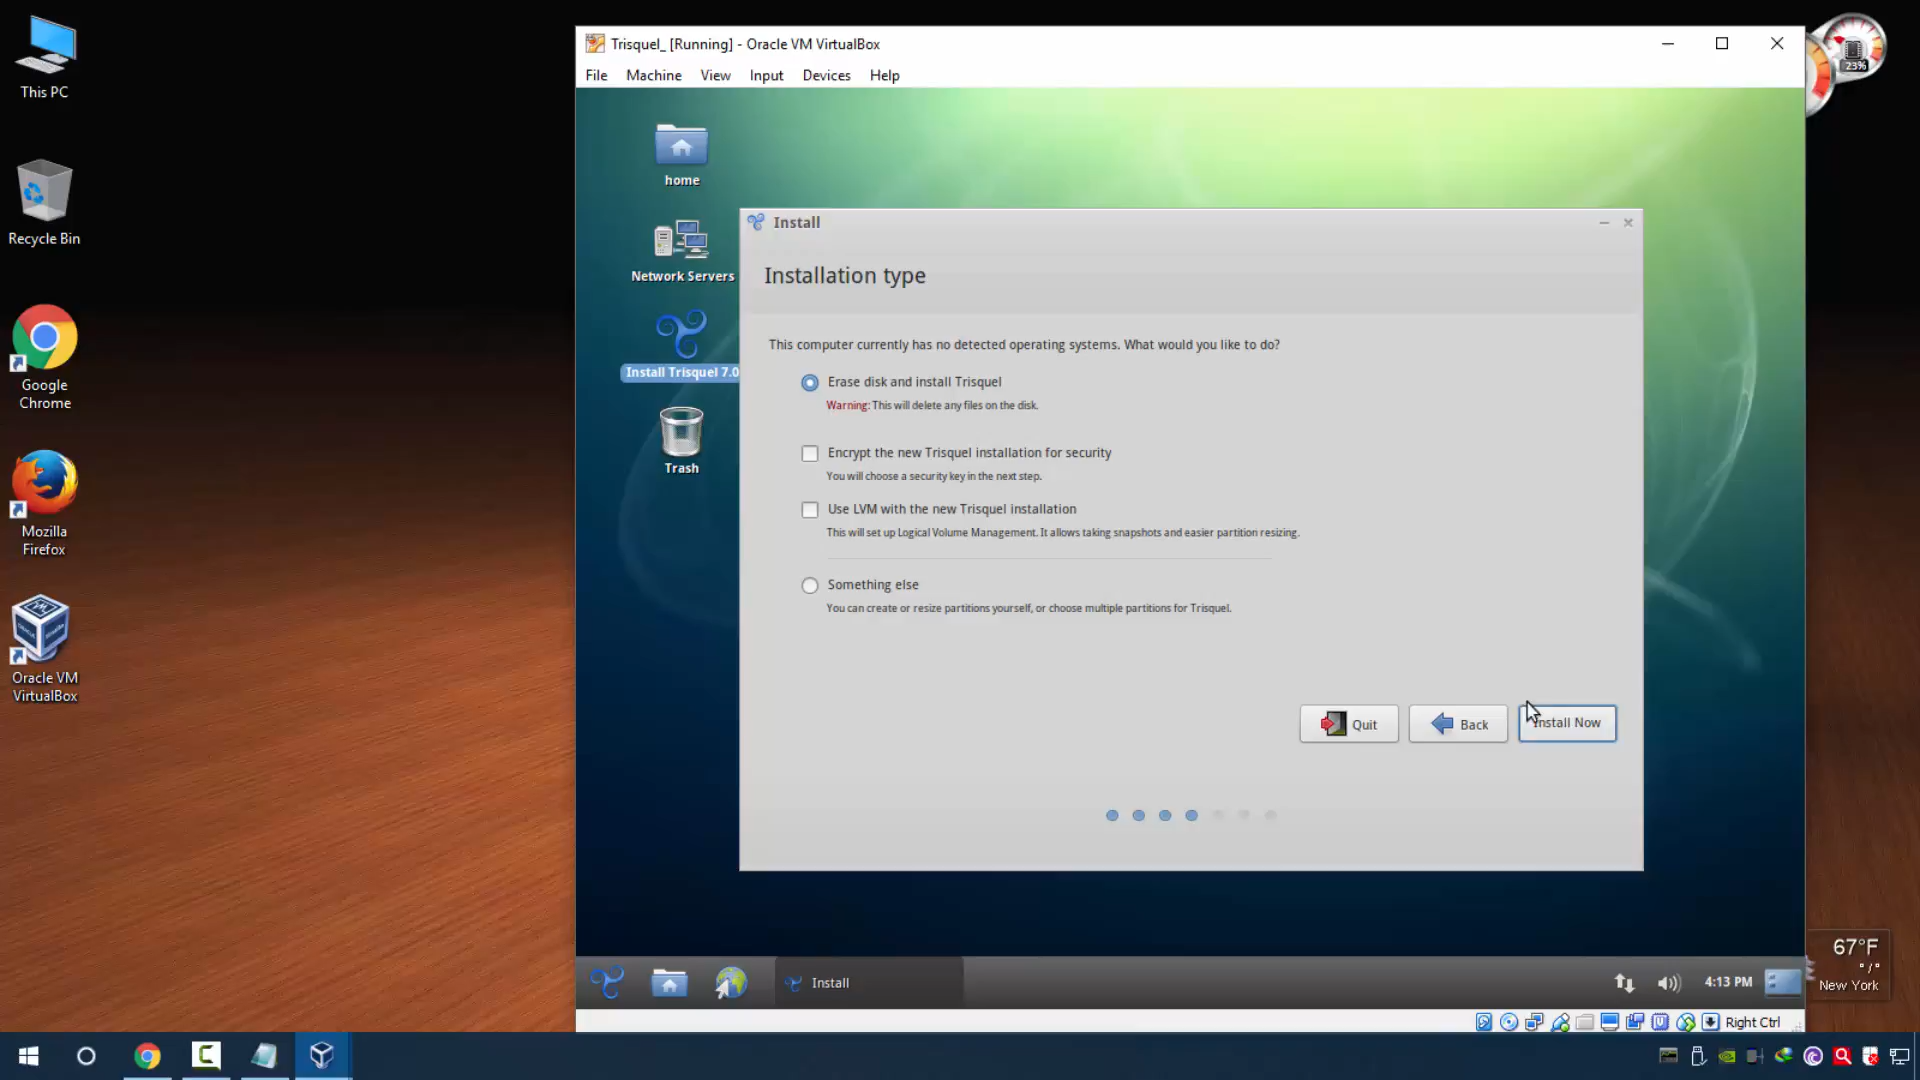 This PC
Recycle Bin
Google
Chrome
Mozilla
Firefox
Oracle VM
VirtualBox
Trisquel_ [Running] - Oracle VM VirtualBox
File Machine View Input Devices Help
home
Network Servers
Install Trisquel 7.0
Trash
Install
Installation type
This computer currently has no detected operating systems. What would you like to do?
Erase disk and install Trisquel
Warning: This will delete any files on the disk.
Encrypt the new Trisquel installation for security
You will choose a security key in the next step.
Use LVM with the new Trisquel installation
This will set up Logical Volume Management. It allows taking snapshots and easier partition resizing.
Something else
You can create or resize partitions yourself, or choose multiple partitions for Trisquel.
Quit
Back
Install Now
Install
4:13 PM
Right Ctrl
23%
67°F
°/°
New York